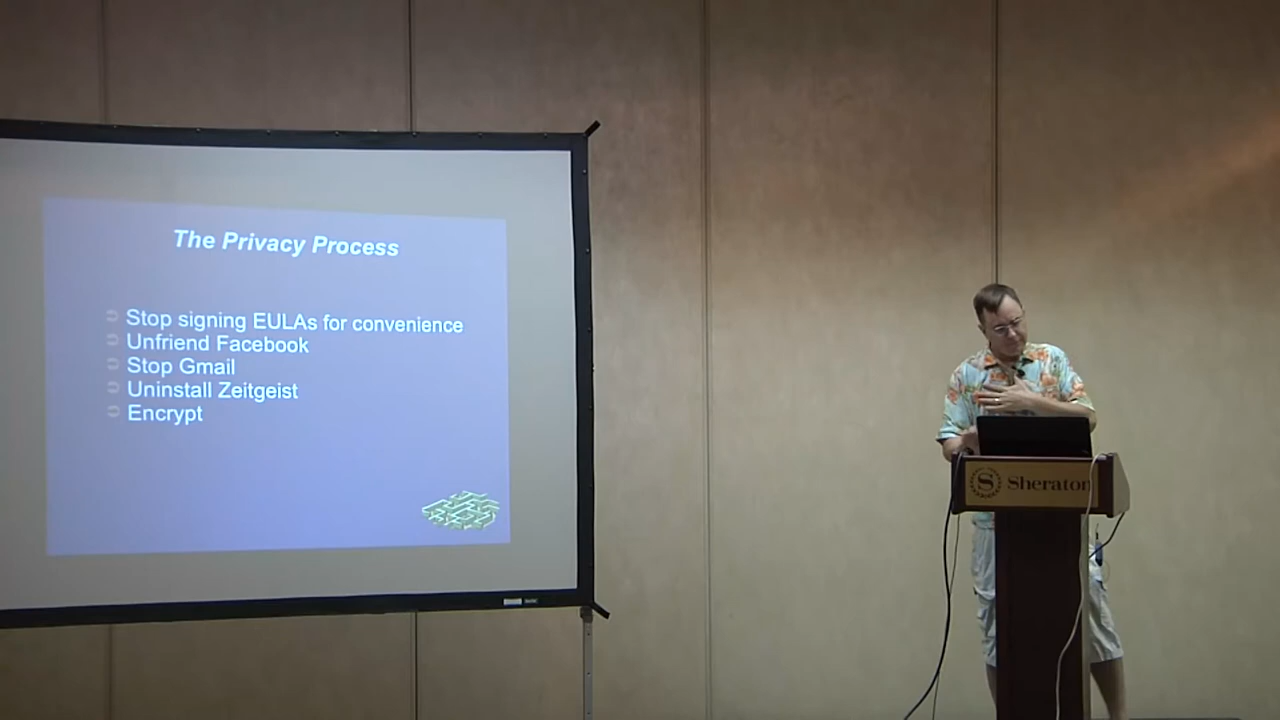 The Privacy Process
Stop signing EULAs for convenience
Unfriend Facebook
Stop Gmail
Uninstall Zeitgeist
Encrypt
S Sheraton